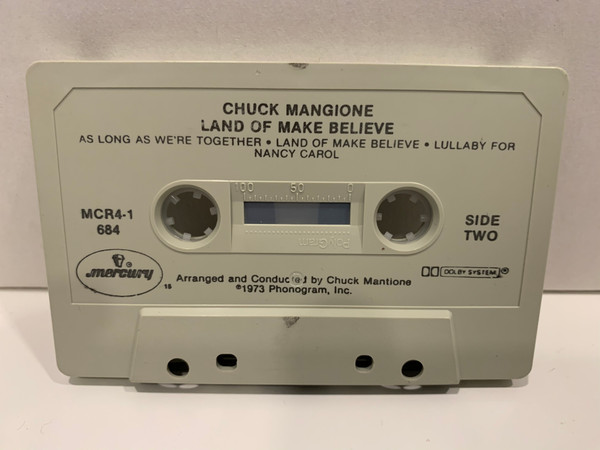 CHUCK MANGIONE
LAND OF MAKE BELIEVE
AS LONG AS WE'RE TOGETHER • LAND OF MAKE BELIEVE • LULLABY FOR
NANCY CAROL
100 50 0
PolyGram
MCR4-1
684
SIDE
TWO
mercury
15
Arranged and Conducted by Chuck Mantione
℗1973 Phonogram, Inc.
DOLBY SYSTEM ®